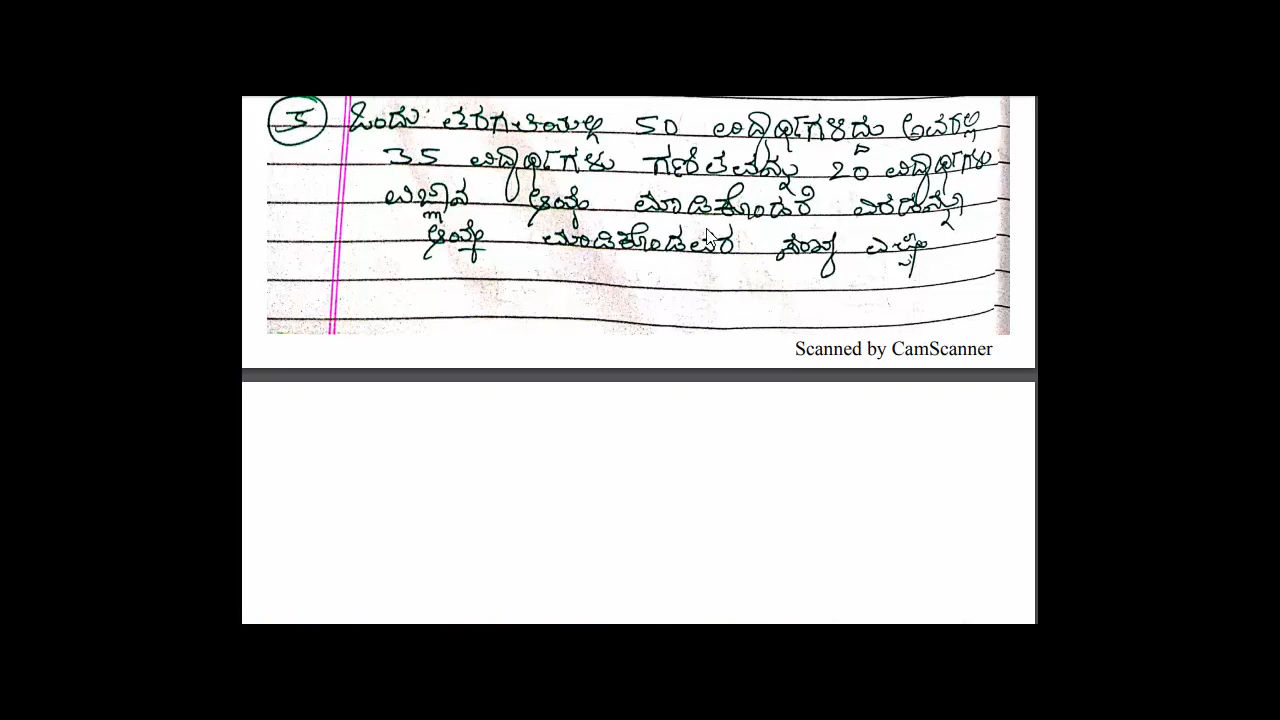 3 ಒಂದು ತರಗತಿಯಲ್ಲಿ 50 ವಿದ್ಯಾರ್ಥಿಗಳಿದ್ದು ಅವರಲ್ಲಿ
35 ವಿದ್ಯಾರ್ಥಿಗಳು ಗಣಿತವನ್ನು 20 ವಿದ್ಯಾರ್ಥಿಗಳು
ವಿಜ್ಞಾನ ಆಯ್ಕೆ ಮಾಡಿಕೊಂಡರೆ ಎರಡನ್ನೂ
ಆಯ್ಕೆ ಮಾಡಿಕೊಂಡವರ ಸಂಖ್ಯೆ ಎಷ್ಟು
Scanned by CamScanner